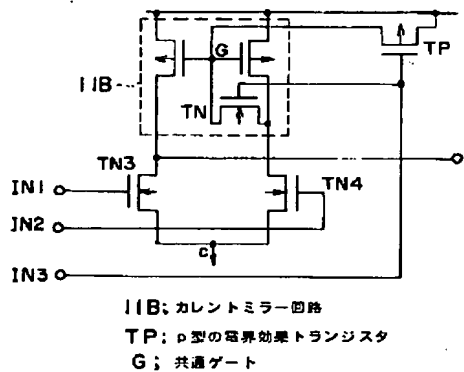 G
TP
11B
TN
TN3
IN1
TN4
IN2
C
IN3
11B; カレントミラー回路
TP; p型の電界効果トランジスタ
G; 共通ゲート